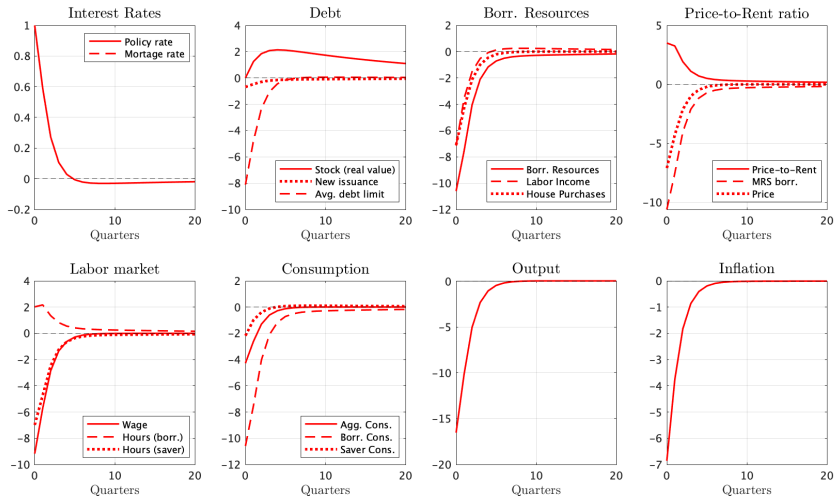 Interest Rates
1
0.8
0.6
0.4
0.2
0
-0.2
Policy rate
Mortage rate
0 10 20
Quarters
Debt
4
2
0
-2
-4
-6
-8
-10
Stock (real value)
New issuance
Avg. debt limit
0 10 20
Quarters
Borr. Resources
2
0
-2
-4
-6
-8
-10
-12
Borr. Resources
Labor Income
House Purchases
0 10 20
Quarters
Price-to-Rent ratio
5
0
-5
-10
Price-to-Rent
MRS borr.
Price
0 10 20
Quarters
Labor market
4
2
0
-2
-4
-6
-8
-10
Wage
Hours (borr.)
Hours (saver)
0 10 20
Quarters
Consumption
2
0
-2
-4
-6
-8
-10
12
Agg. Cons.
Borr. Cons.
Saver Cons.
0 10 20
Quarters
Output
0
-5
-10
-15
-20
0 10 20
Quarters
Inflation
0
-1
-2
-3
-4
-5
-6
-7
0 10 20
Quarters